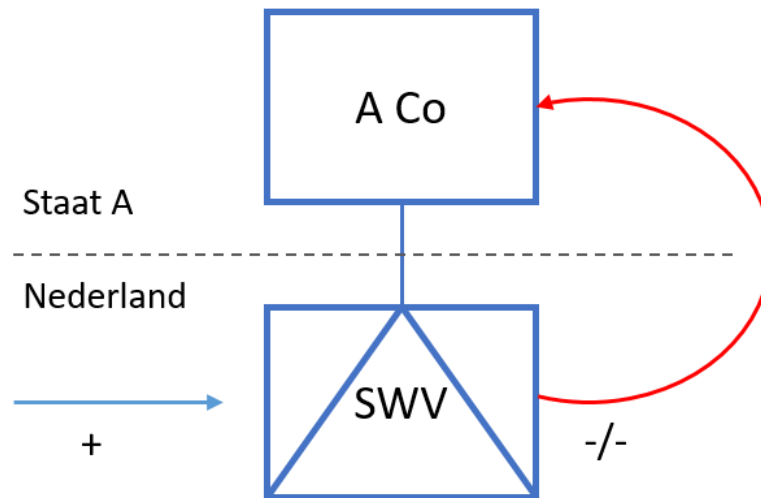 A Co
Staat A
Nederland
SWV
+
-/-